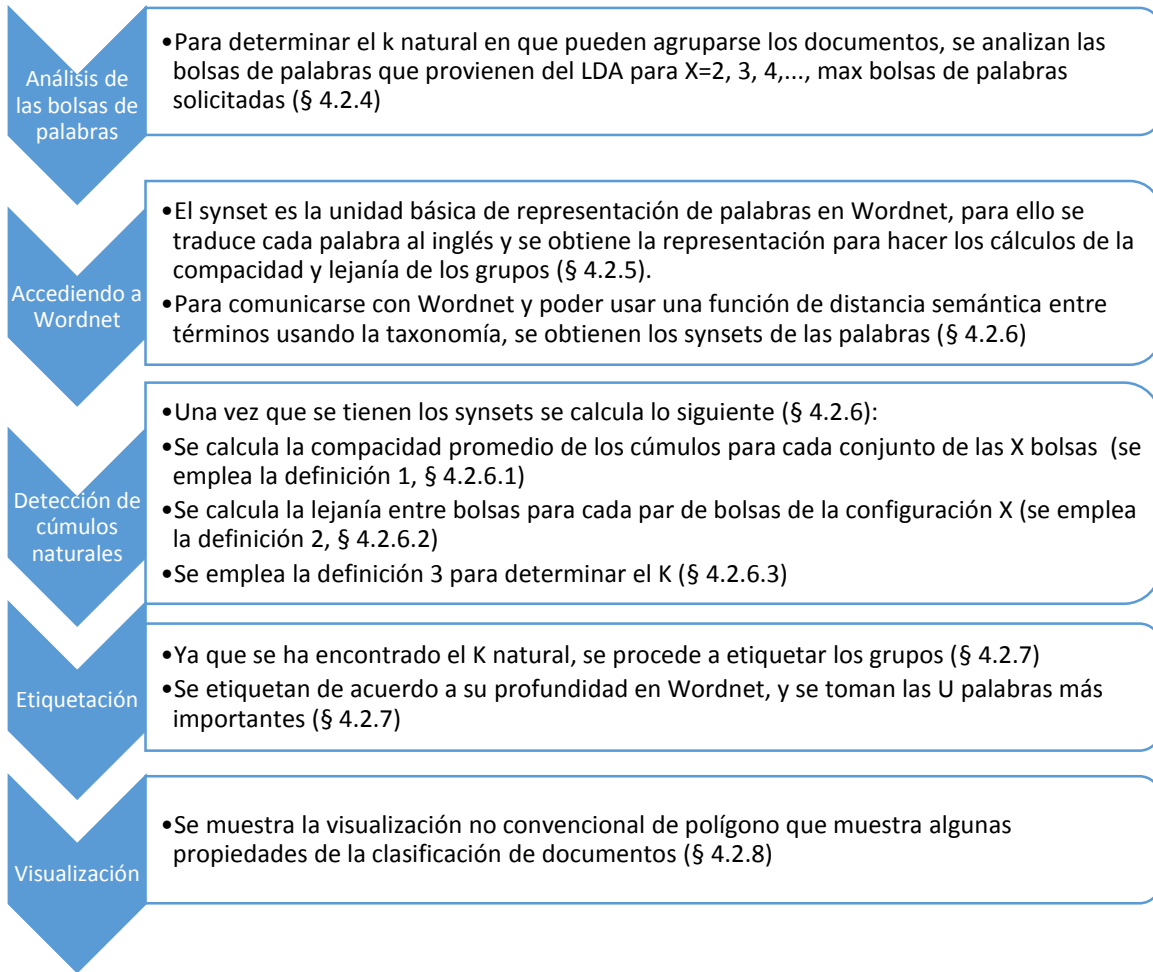 Análisis de
las bolsas de
palabras
•Para determinar el k natural en que pueden agruparse los documentos, se analizan las
bolsas de palabras que provienen del LDA para X=2, 3, 4,..., max bolsas de palabras
solicitadas (§ 4.2.4)
Accediendo a
Wordnet
•El synset es la unidad básica de representación de palabras en Wordnet, para ello se
traduce cada palabra al inglés y se obtiene la representación para hacer los cálculos de la
compacidad y lejanía de los grupos (§ 4.2.5).
•Para comunicarse con Wordnet y poder usar una función de distancia semántica entre
términos usando la taxonomía, se obtienen los synsets de las palabras (§ 4.2.6)
Detección de
cúmulos
naturales
•Una vez que se tienen los synsets se calcula lo siguiente (§ 4.2.6):
•Se calcula la compacidad promedio de los cúmulos para cada conjunto de las X bolsas (se
emplea la definición 1, § 4.2.6.1)
•Se calcula la lejanía entre bolsas para cada par de bolsas de la configuración X (se emplea
la definición 2, § 4.2.6.2)
•Se emplea la definición 3 para determinar el K (§ 4.2.6.3)
Etiquetación
•Ya que se ha encontrado el K natural, se procede a etiquetar los grupos (§ 4.2.7)
•Se etiquetan de acuerdo a su profundidad en Wordnet, y se toman las U palabras más
importantes (§ 4.2.7)
Visualización
•Se muestra la visualización no convencional de polígono que muestra algunas
propiedades de la clasificación de documentos (§ 4.2.8)